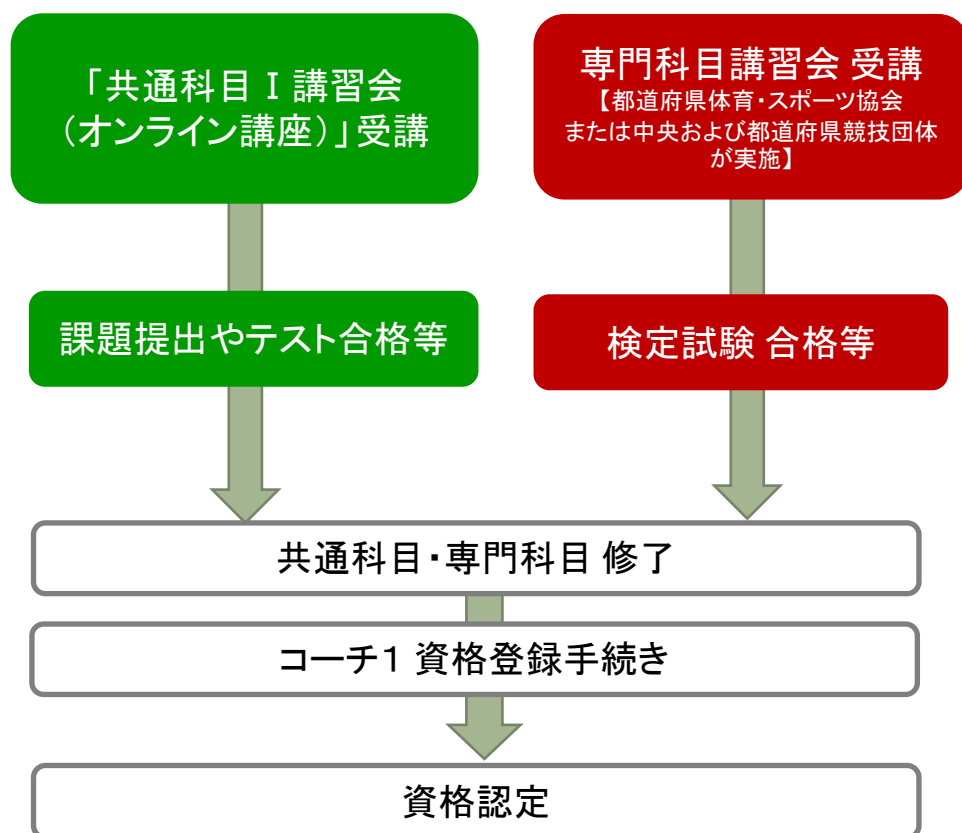 「共通科目Ⅰ講習会
（オンライン講座）」受講
専門科目講習会 受講
【都道府県体育・スポーツ協会
または中央および都道府県競技団体
が実施】
課題提出やテスト合格等
検定試験 合格等
共通科目・専門科目 修了
コーチ１ 資格登録手続き
資格認定